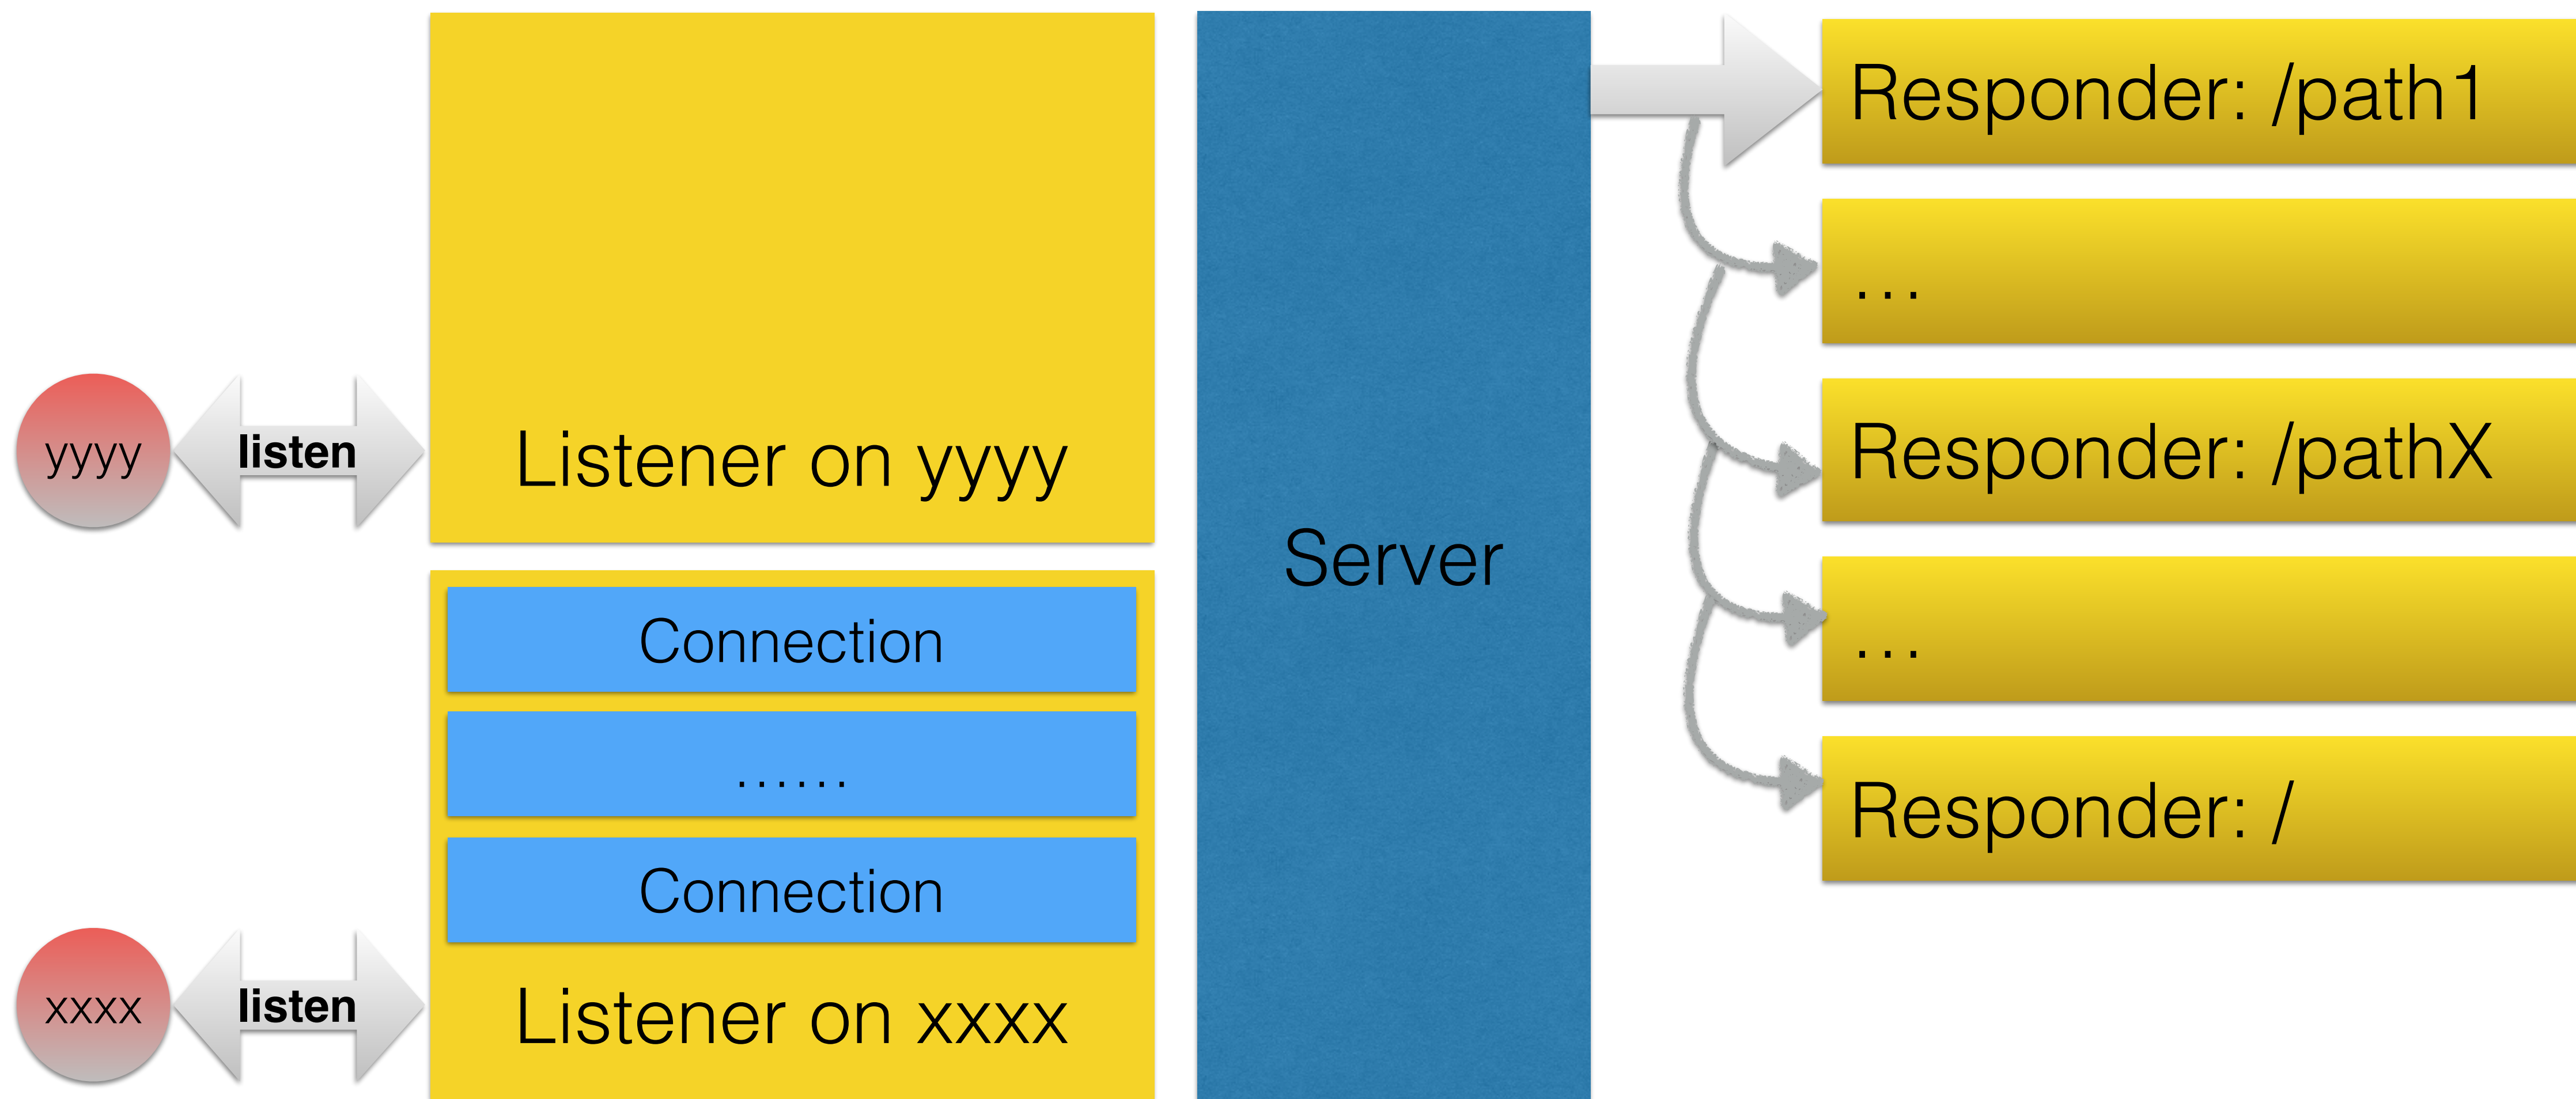 yyyy
listen
Listener on yyyy
Connection
......
Connection
xxxx
listen
Listener on xxxx
Server
Responder: /path1
...
Responder: /pathX
...
Responder: /